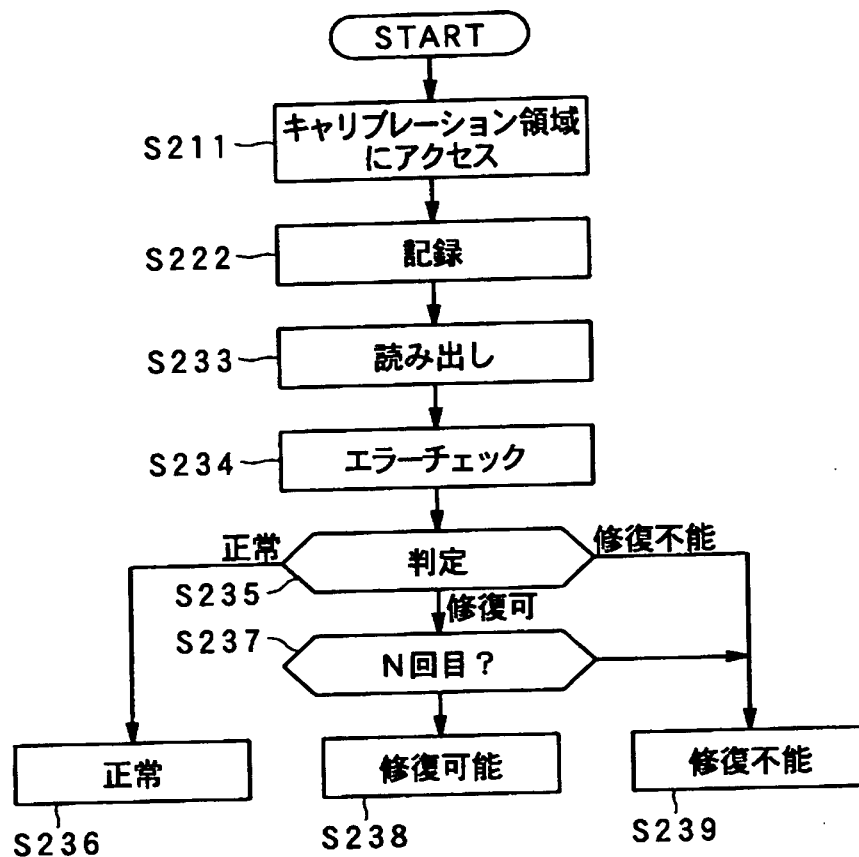 START
キャリブレーション領域
にアクセス
S211
記録
S222
読み出し
S233
エラーチェック
S234
正常
判定
修復不能
S235
修復可
S237
N回目?
正常
修復可能
修復不能
S236
S238
S239